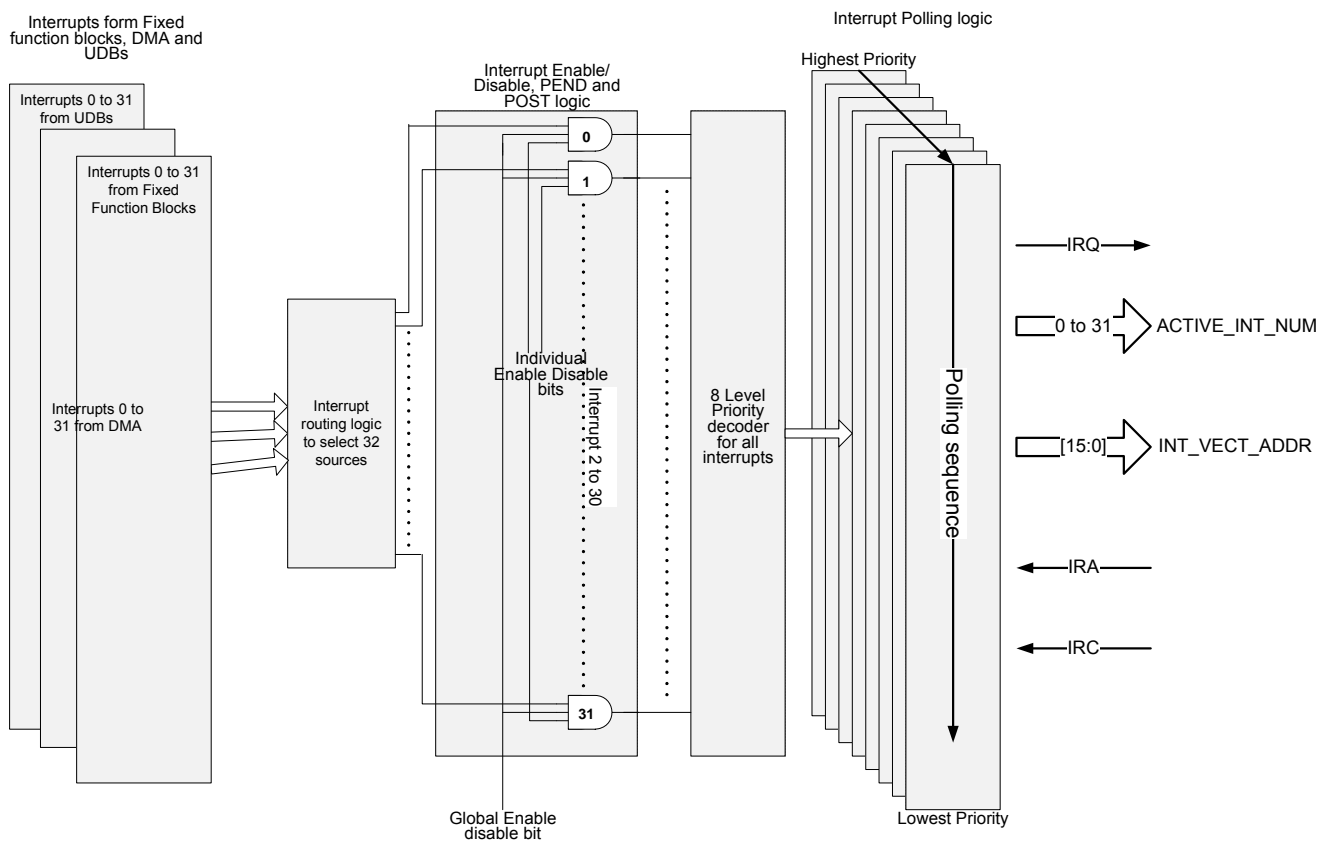 Interrupts form Fixed
function blocks, DMA and
UDBs
Interrupts 0 to 31
from UDBs
Interrupts 0 to 31
from Fixed
Function Blocks
Interrupts 0 to
31 from DMA
Interrupt
routing logic
to select 32
sources
Interrupt Enable/
Disable, PEND and
POST logic
0
1
Individual
Enable Disable
bits
Interrupt 2 to 30
31
Global Enable
disable bit
8 Level
Priority
decoder
for all
interrupts
Interrupt Polling logic
Highest Priority
Polling sequence
Lowest Priority
IRQ
0 to 31 ACTIVE_INT_NUM
[15:0] INT_VECT_ADDR
IRA
IRC